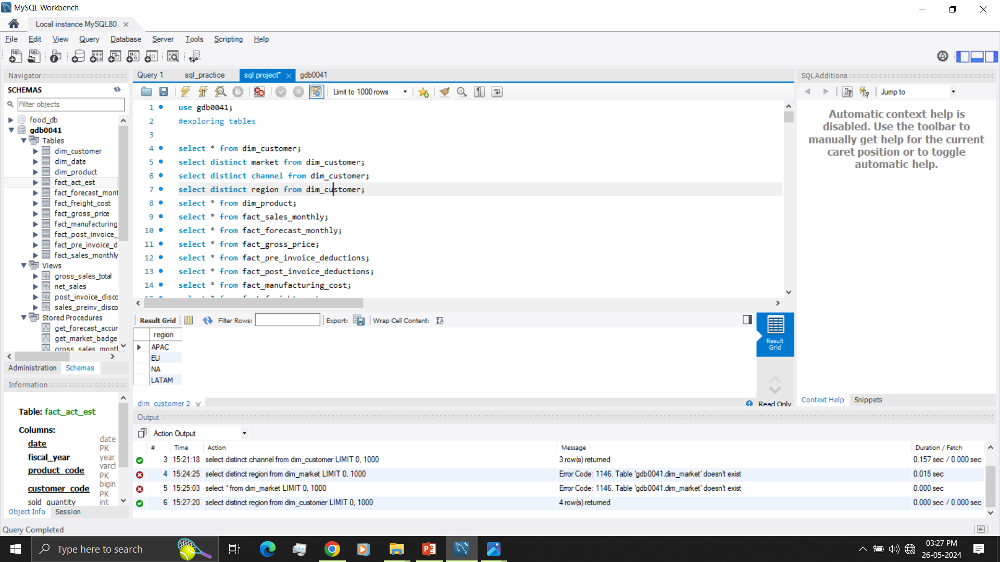 MySQL Workbench
Local instance MySQL80
File Edit View Query Database Server Tools Scripting Help
Navigator
SCHEMAS
Filter objects
food_db
gdb0041
Tables
dim_customer
dim_date
dim_product
fact_act_est
fact_forecast_mont
fact_freight_cost
fact_gross_price
fact_manufacturing
fact_post_invoice_
fact_pre_invoice_d
fact_sales_monthly
Views
gross_sales_total
net_sales
post_invoice_disco
sales_preinv_disco
Stored Procedures
get_forecast_accur
get_market_badge
gross_sales_montl
Administration Schemas
Information
Table: fact_act_est
Columns:
date date PK
fiscal_year year
product_code varch PK
customer_code bigin PK
sold_quantity int
Object Info Session
Query 1 sql_practice sql project* gdb0041
Limit to 1000 rows
1 use gdb0041;
2 #exploring tables
3
4 select * from dim_customer;
5 select distinct market from dim_customer;
6 select distinct channel from dim_customer;
7 select distinct region from dim_customer;
8 select * from dim_product;
9 select * from fact_sales_monthly;
10 select * from fact_forecast_monthly;
11 select * from fact_gross_price;
12 select * from fact_pre_invoice_deductions;
13 select * from fact_post_invoice_deductions;
14 select * from fact_manufacturing_cost;
Result Grid Filter Rows: Export: Wrap Cell Content:
region
APAC
EU
NA
LATAM
Result Grid
dim_customer 2 Read Only
SQLAdditions
Jump to
Automatic context help is
disabled. Use the toolbar to
manually get help for the current
caret position or to toggle
automatic help.
Context Help Snippets
Output
Action Output
# Time Action Message Duration / Fetch
3 15:21:18 select distinct channel from dim_customer LIMIT 0, 1000 3 row(s) returned 0.157 sec / 0.000 sec
4 15:24:25 select distinct region from dim_market LIMIT 0, 1000 Error Code: 1146. Table 'gdb0041.dim_market' doesn't exist 0.015 sec
5 15:25:03 select * from dim_market LIMIT 0, 1000 Error Code: 1146. Table 'gdb0041.dim_market' doesn't exist 0.000 sec
6 15:27:20 select distinct region from dim_customer LIMIT 0, 1000 4 row(s) returned 0.000 sec / 0.000 sec
Query Completed
Type here to search
03:27 PM
26-05-2024